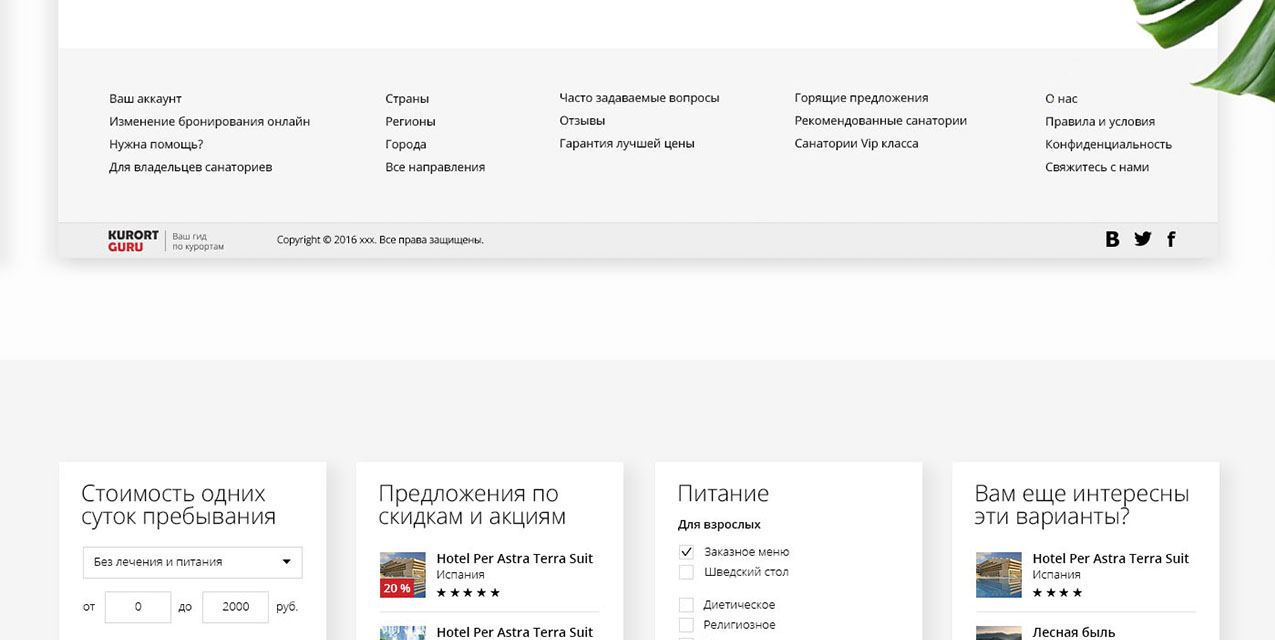 Ваш аккаунт
Изменение бронирования онлайн
Нужна помощь?
Для владельцев санаториев
Страны
Регионы
Города
Все направления
Часто задаваемые вопросы
Отзывы
Гарантия лучшей цены
Горящие предложения
Рекомендованные санатории
Санатории Vip класса
О нас
Правила и условия
Конфиденциальность
Свяжитесь с нами
KURORT
GURU
Ваш гид
по курортам
Copyright © 2016 xxx. Все права защищены.
Стоимость одних
суток пребывания
Без лечения и питания
от 0 до 2000 руб.
Предложения по
скидкам и акциям
Hotel Per Astra Terra Suit
Испания
20 %
Hotel Per Astra Terra Suit
Питание
Для взрослых
Заказное меню
Шведский стол
Диетическое
Религиозное
Вам еще интересны
эти варианты?
Hotel Per Astra Terra Suit
Испания
Лесная быль